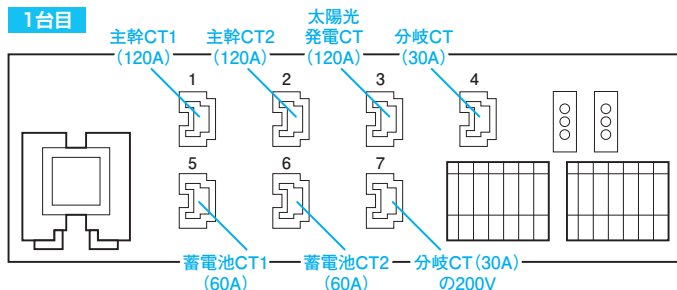 1台目
主幹CT1
(120A)
主幹CT2
(120A)
太陽光
発電CT
(120A)
分岐CT
(30A)
1
2
3
4
5
6
7
蓄電池CT1
(60A)
蓄電池CT2
(60A)
分岐CT(30A)
の200V